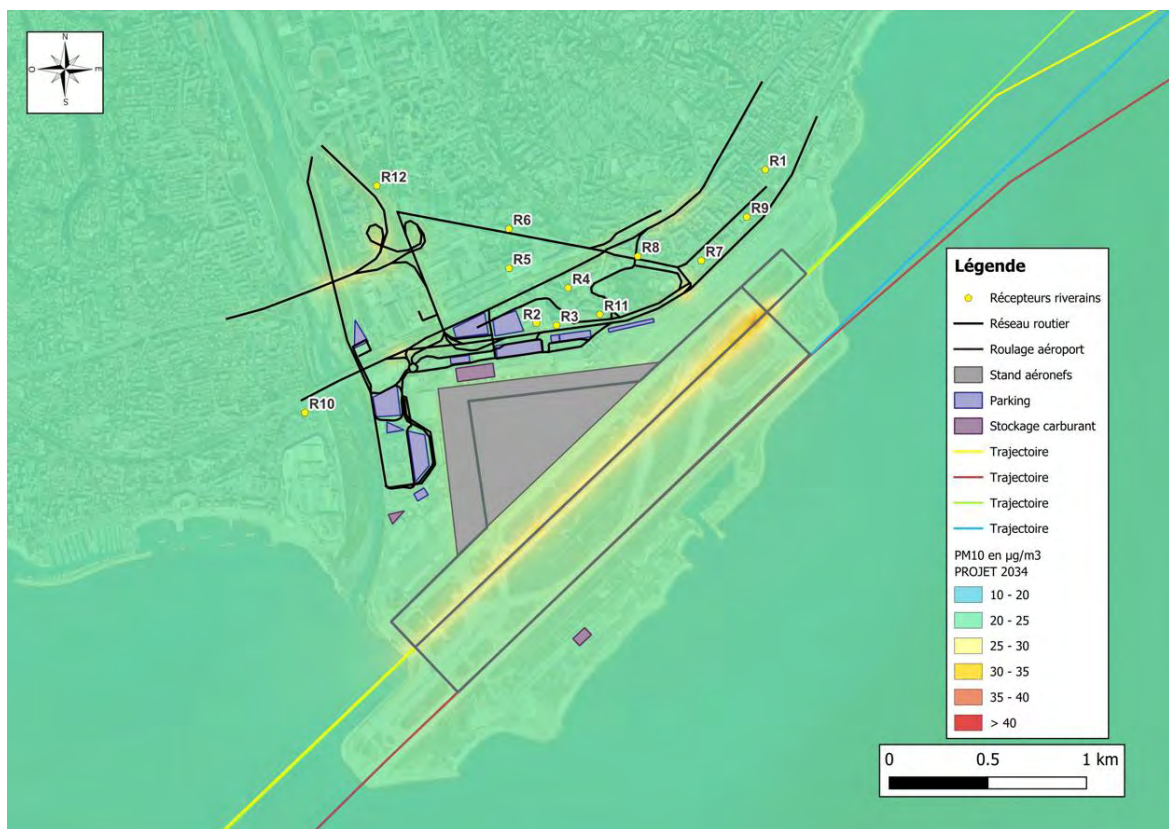 N
O
E
S
R1
R12
R9
R6
R8
R7
R5
R4
R11
R2
R3
R10
Légende
Récepteurs riverains
Réseau routier
Roulage aéroport
Stand aéronefs
Parking
Stockage carburant
Trajectoire
Trajectoire
Trajectoire
Trajectoire
PM10 en µg/m3
PROJET 2034
10 - 20
20 - 25
25 - 30
30 - 35
35 - 40
> 40
0 0.5 1 km